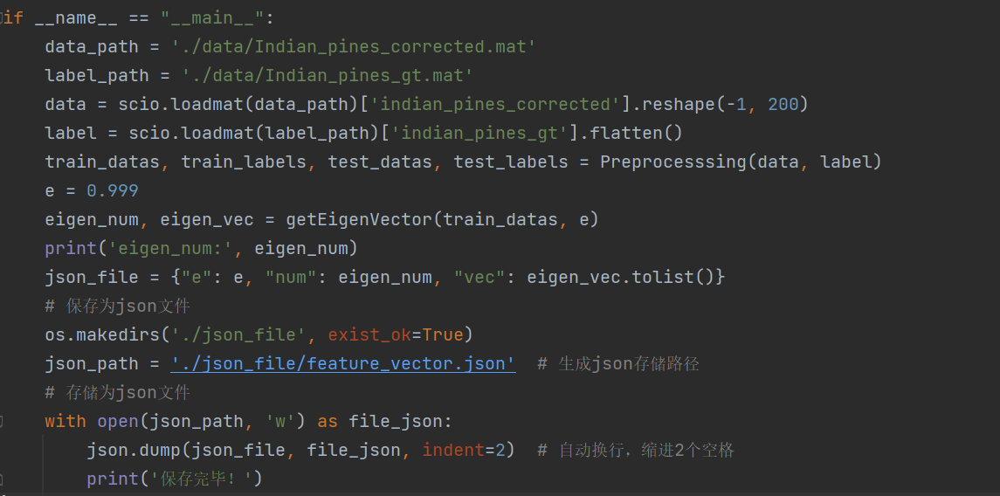 if __name__ == "__main__":
    data_path = './data/Indian_pines_corrected.mat'
    label_path = './data/Indian_pines_gt.mat'
    data = scio.loadmat(data_path)['indian_pines_corrected'].reshape(-1, 200)
    label = scio.loadmat(label_path)['indian_pines_gt'].flatten()
    train_datas, train_labels, test_datas, test_labels = Preprocesssing(data, label)
    e = 0.999
    eigen_num, eigen_vec = getEigenVector(train_datas, e)
    print('eigen_num:', eigen_num)
    json_file = {"e": e, "num": eigen_num, "vec": eigen_vec.tolist()}
    # 保存为json文件
    os.makedirs('./json_file', exist_ok=True)
    json_path = './json_file/feature_vector.json'  # 生成json存储路径
    # 存储为json文件
    with open(json_path, 'w') as file_json:
        json.dump(json_file, file_json, indent=2)  # 自动换行，缩进2个空格
        print('保存完毕！')